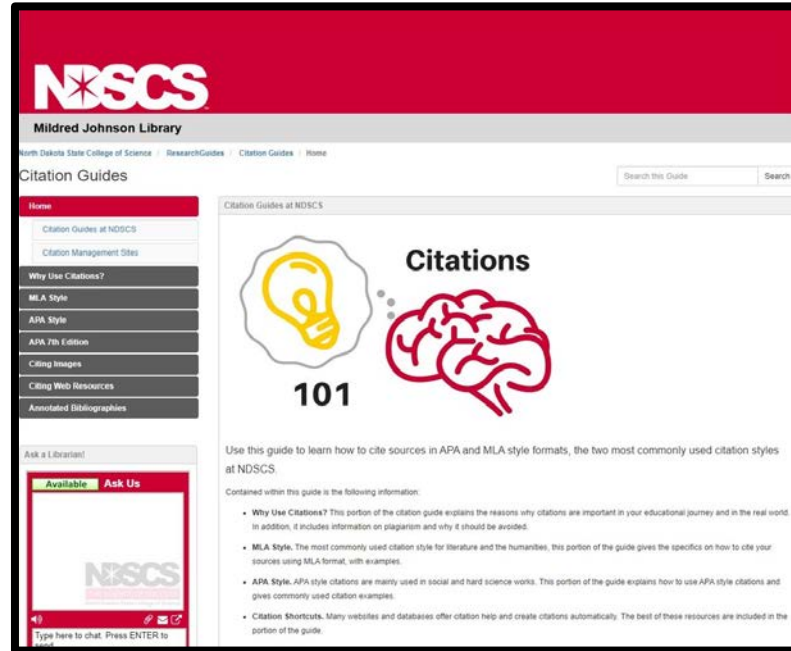 NDSCS
Mildred Johnson Library
North Dakota State College of Science / ResearchGuides / Citation Guides / Home
Citation Guides
Search this Guide
Search
Home
Citation Guides at NDSCS
Citation Management Sites
Why Use Citations?
MLA Style
APA Style
APA 7th Edition
Citing Images
Citing Web Resources
Annotated Bibliographies
Ask a Librarian!
Available Ask Us
NDSCS
Type here to chat. Press ENTER to
send
Citation Guides at NDSCS
Citations
101
Use this guide to learn how to cite sources in APA and MLA style formats, the two most commonly used citation styles
at NDSCS.
Contained within this guide is the following information:
• Why Use Citations? This portion of the citation guide explains the reasons why citations are important in your educational journey and in the real world.
In addition, it includes information on plagiarism and why it should be avoided.
• MLA Style. The most commonly used citation style for literature and the humanities, this portion of the guide gives the specifics on how to cite your
sources using MLA format, with examples.
• APA Style. APA style citations are mainly used in social and hard science works. This portion of the guide explains how to use APA style citations and
gives commonly used citation examples.
• Citation Shortcuts. Many websites and databases offer citation help and create citations automatically. The best of these resources are included in the
portion of the guide.